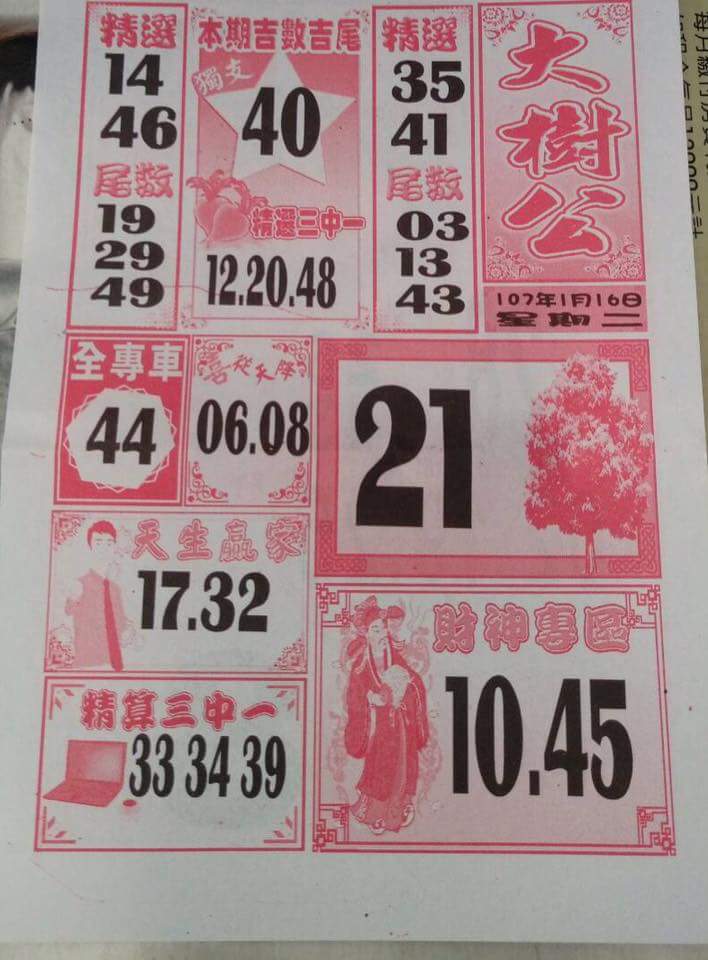 精選
14
46
尾数
19
29
49
本期吉數吉尾
獨支
40
精選三中一
12.20.48
精選
35
41
尾数
03
13
43
大樹公
107年1月16日
星期二
全專車
44
喜從天降
06.08
21
天生贏家
17.32
財神專區
10.45
精算三中一
33 34 39